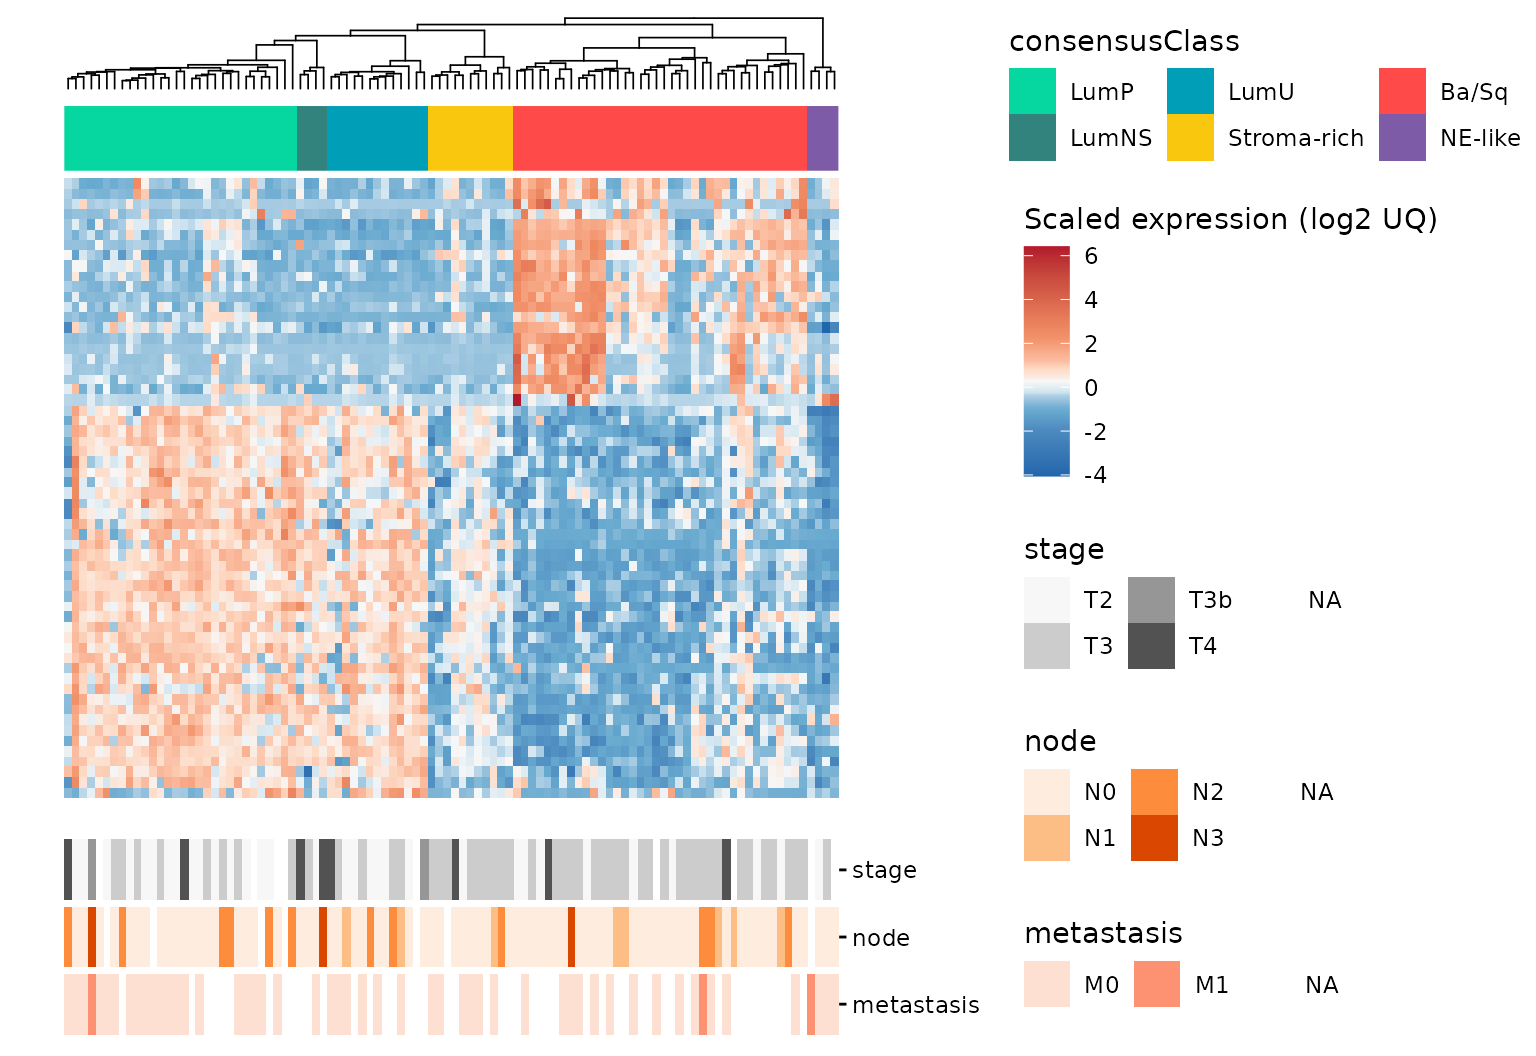 consensusClass
LumP LumU Ba/Sq
LumNS Stroma-rich NE-like
Scaled expression (log2 UQ)
6
4
2
0
-2
-4
stage
T2 T3b NA
T3 T4
node
N0 N2 NA
N1 N3
metastasis
M0 M1 NA
stage
node
metastasis